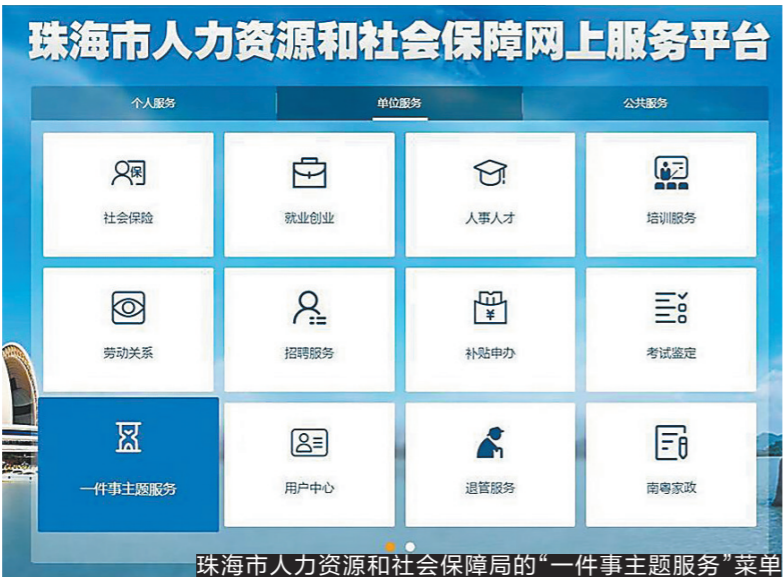 珠海市人力资源和社会保障网上服务平台
个人服务 单位服务 公共服务
社会保险 就业创业 人事人才 培训服务
劳动关系 招聘服务 补贴申办 考试鉴定
一件事主题服务 用户中心 退管服务 南粤家政
珠海市人力资源和社会保障局的“一件事主题服务”菜单